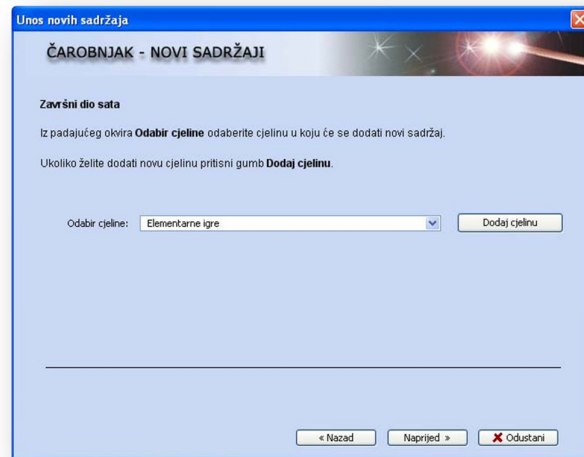 Unos novih sadržaja
ČAROBNJAK - NOVI SADRŽAJI
Završni dio sata
Iz padajućeg okvira Odabir cjeline odaberite cjelinu u koju će se dodati novi sadržaj.
Ukoliko želite dodati novu cjelinu pritisni gumb Dodaj cjelinu.
Odabir cjeline: Elementarne igre Dodaj cjelinu
« Nazad Naprijed » Odustani